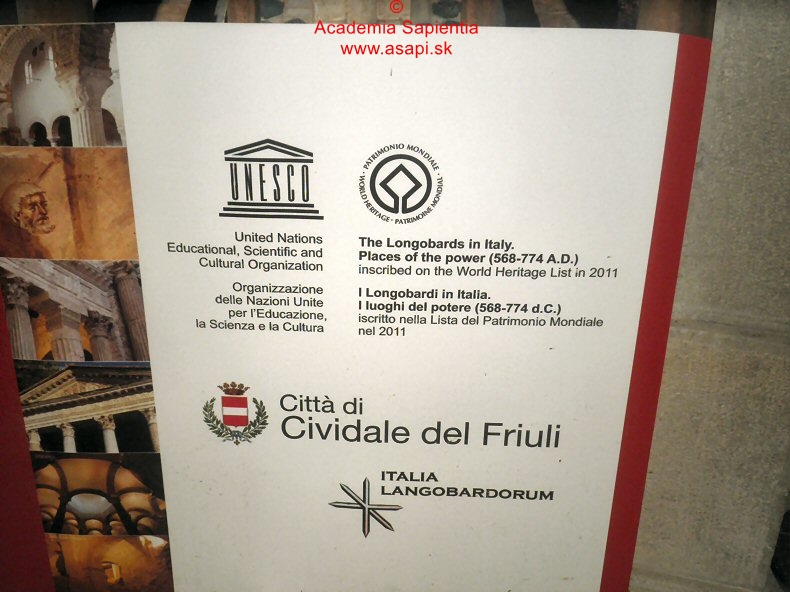 ©
Academia Sapientia
www.asapi.sk
UNESCO
PATRIMONIO MONDIALE
WORLD HERITAGE
PATRIMOINE MONDIAL
United Nations
Educational, Scientific and
Cultural Organization
Organizzazione
delle Nazioni Unite
per l'Educazione,
la Scienza e la Cultura
The Longobards in Italy.
Places of the power (568-774 A.D.)
inscribed on the World Heritage List in 2011
I Longobardi in Italia.
I luoghi del potere (568-774 d.C.)
iscritto nella Lista del Patrimonio Mondiale
nel 2011
Città di
Cividale del Friuli
ITALIA
LANGOBARDORUM